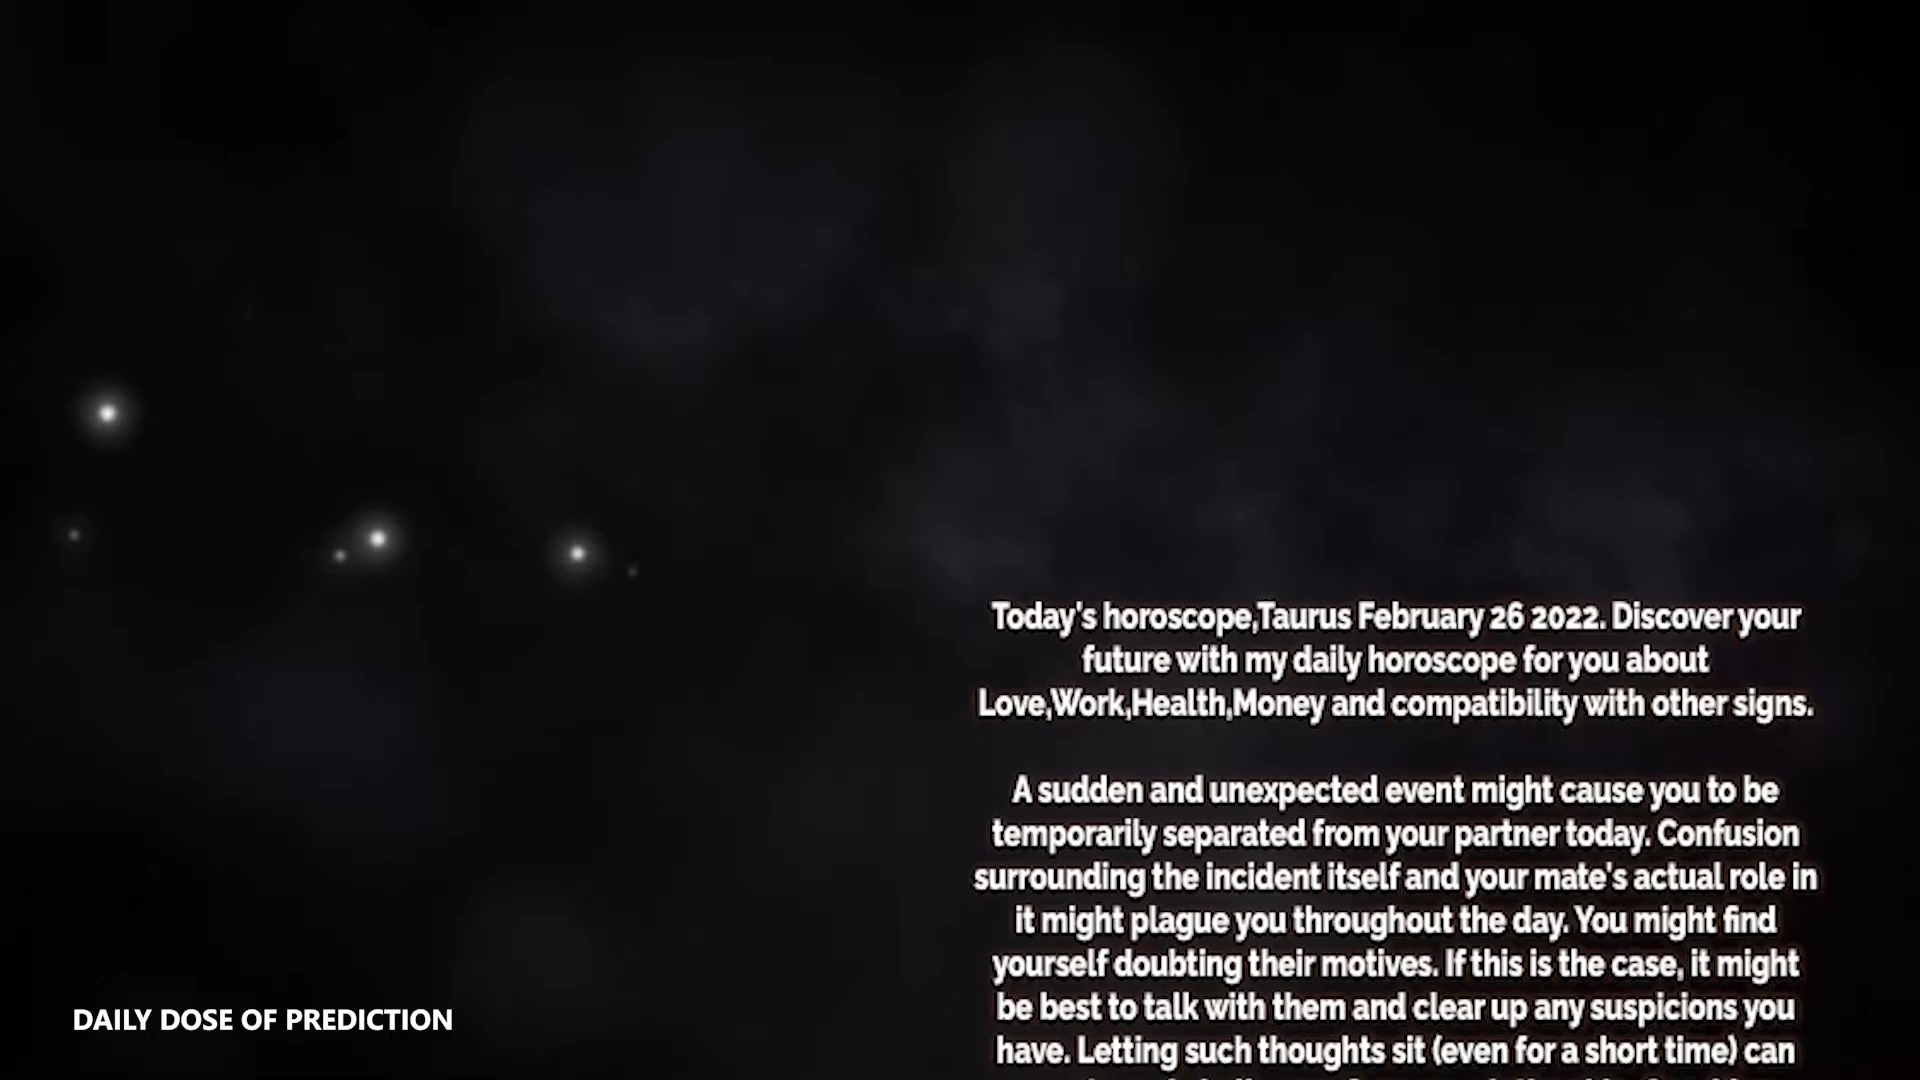 Today's horoscope,Taurus February 26 2022. Discover your
future with my daily horoscope for you about
Love,Work,Health,Money and compatibility with other signs.
A sudden and unexpected event might cause you to be
temporarily separated from your partner today. Confusion
surrounding the incident itself and your mate's actual role in
it might plague you throughout the day. You might find
yourself doubting their motives. If this is the case, it might
be best to talk with them and clear up any suspicions you
have. Letting such thoughts sit (even for a short time) can
DAILY DOSE OF PREDICTION